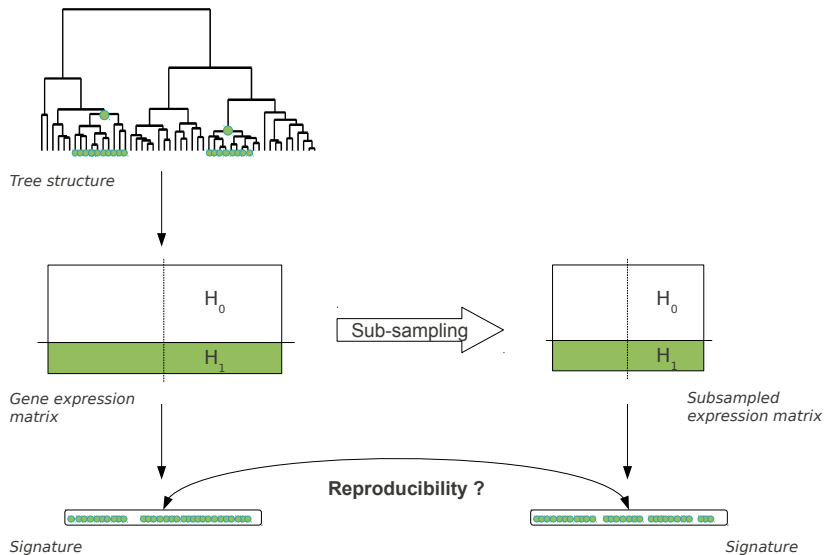 Tree structure
H₀
H₀
Sub-sampling
H₁
H₁
Gene expression
matrix
Subsampled
expression matrix
Reproducibility ?
Signature
Signature